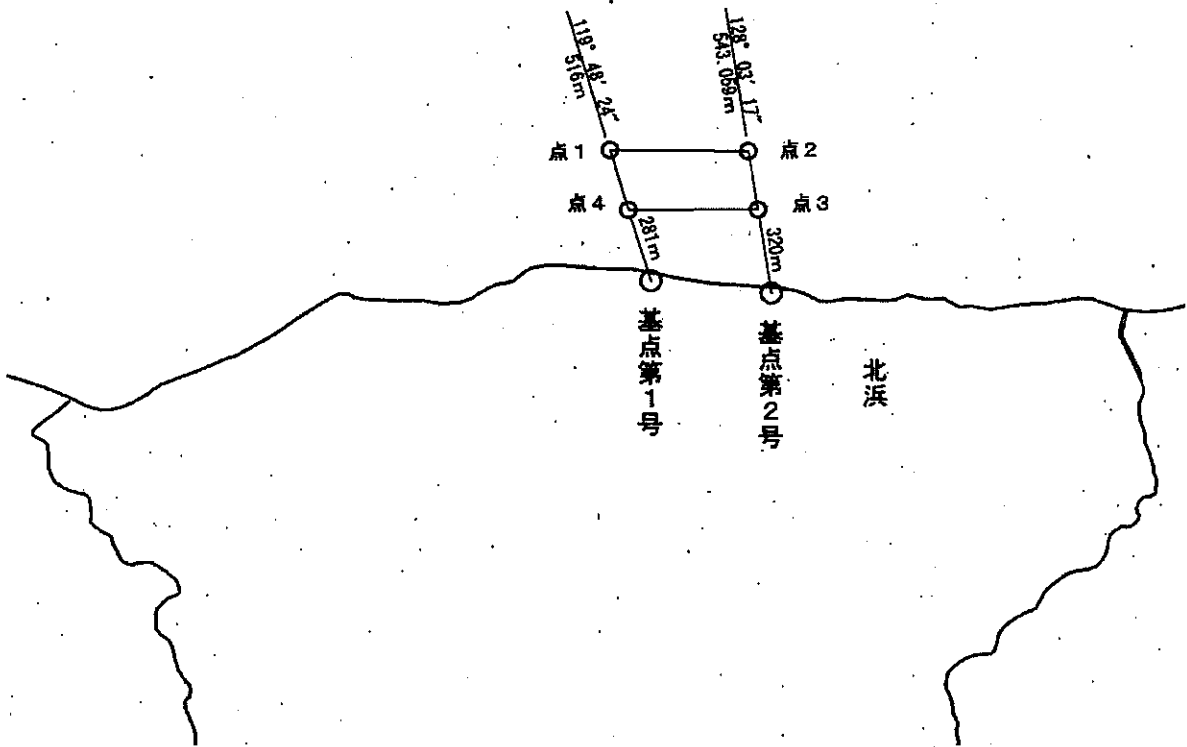 119° 48′ 24″
516m
128° 03′ 17″
543.059m
点1
点2
点4
点3
281m
320m
基点第1号
基点第2号
北浜